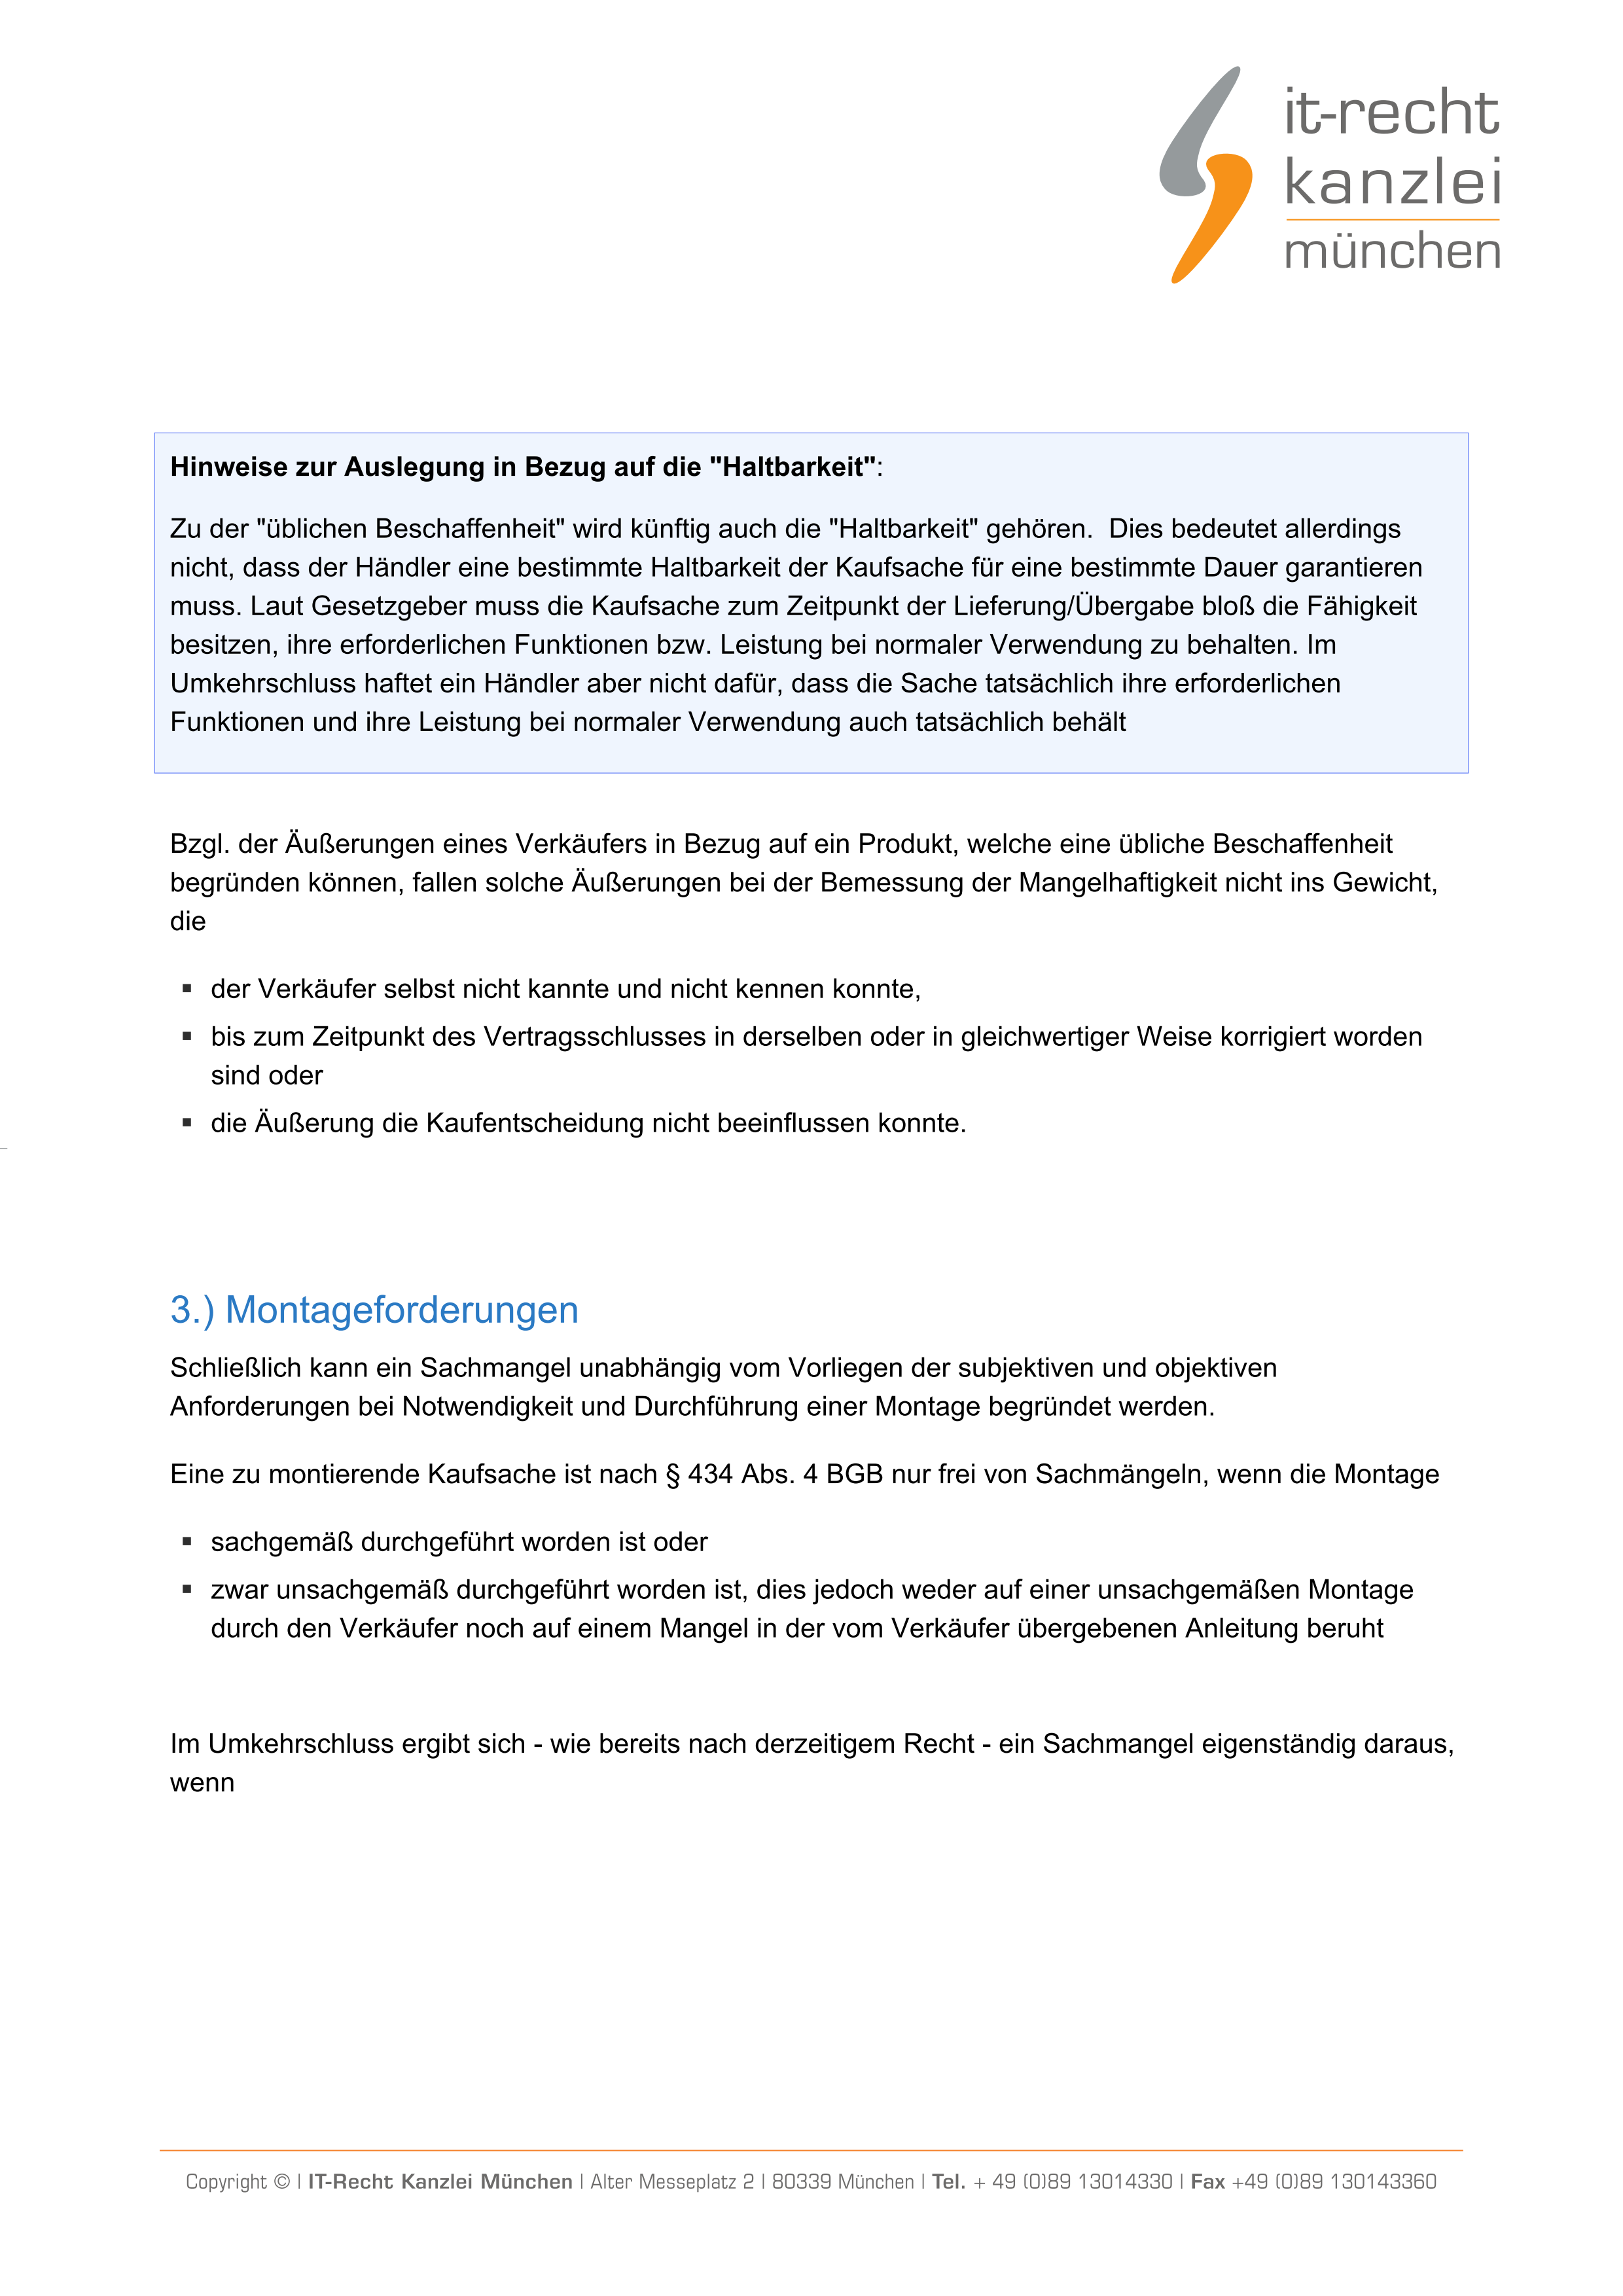 it-recht
kanzlei
münchen
Hinweise zur Auslegung in Bezug auf die "Haltbarkeit":
Zu der "üblichen Beschaffenheit" wird künftig auch die "Haltbarkeit" gehören.  Dies bedeutet allerdings
nicht, dass der Händler eine bestimmte Haltbarkeit der Kaufsache für eine bestimmte Dauer garantieren
muss. Laut Gesetzgeber muss die Kaufsache zum Zeitpunkt der Lieferung/Übergabe bloß die Fähigkeit
besitzen, ihre erforderlichen Funktionen bzw. Leistung bei normaler Verwendung zu behalten. Im
Umkehrschluss haftet ein Händler aber nicht dafür, dass die Sache tatsächlich ihre erforderlichen
Funktionen und ihre Leistung bei normaler Verwendung auch tatsächlich behält
Bzgl. der Äußerungen eines Verkäufers in Bezug auf ein Produkt, welche eine übliche Beschaffenheit
begründen können, fallen solche Äußerungen bei der Bemessung der Mangelhaftigkeit nicht ins Gewicht,
die
▪ der Verkäufer selbst nicht kannte und nicht kennen konnte,
▪ bis zum Zeitpunkt des Vertragsschlusses in derselben oder in gleichwertiger Weise korrigiert worden
sind oder
▪ die Äußerung die Kaufentscheidung nicht beeinflussen konnte.
3.) Montageforderungen
Schließlich kann ein Sachmangel unabhängig vom Vorliegen der subjektiven und objektiven
Anforderungen bei Notwendigkeit und Durchführung einer Montage begründet werden.
Eine zu montierende Kaufsache ist nach § 434 Abs. 4 BGB nur frei von Sachmängeln, wenn die Montage
▪ sachgemäß durchgeführt worden ist oder
▪ zwar unsachgemäß durchgeführt worden ist, dies jedoch weder auf einer unsachgemäßen Montage
durch den Verkäufer noch auf einem Mangel in der vom Verkäufer übergebenen Anleitung beruht
Im Umkehrschluss ergibt sich - wie bereits nach derzeitigem Recht - ein Sachmangel eigenständig daraus,
wenn
Copyright © | IT-Recht Kanzlei München | Alter Messeplatz 2 | 80339 München | Tel. + 49 (0)89 13014330 | Fax +49 (0)89 130143360